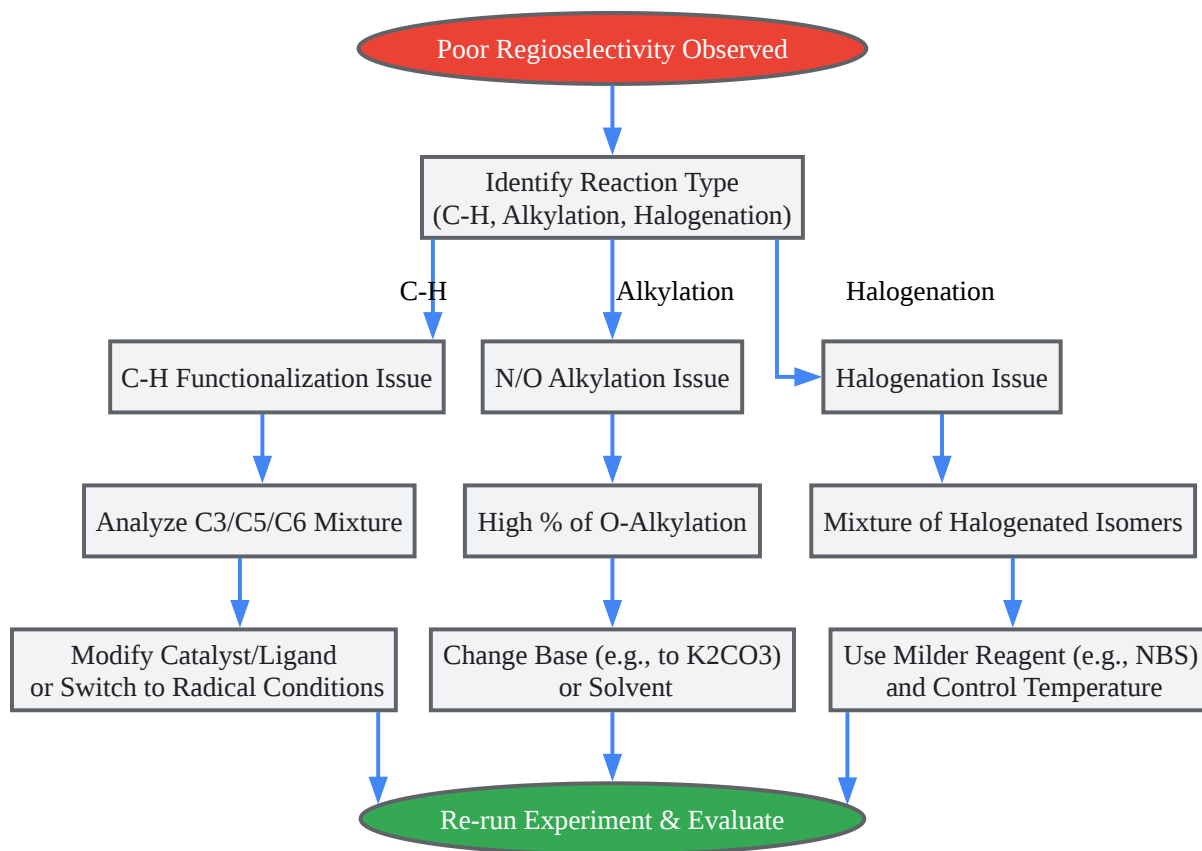 Poor Regioselectivity Observed
Identify Reaction Type
(C-H, Alkylation, Halogenation)
C-H
Alkylation
Halogenation
C-H Functionalization Issue
N/O Alkylation Issue
Halogenation Issue
Analyze C3/C5/C6 Mixture
High % of O-Alkylation
Mixture of Halogenated Isomers
Modify Catalyst/Ligand
or Switch to Radical Conditions
Change Base (e.g., to K2CO3)
or Solvent
Use Milder Reagent (e.g., NBS)
and Control Temperature
Re-run Experiment & Evaluate